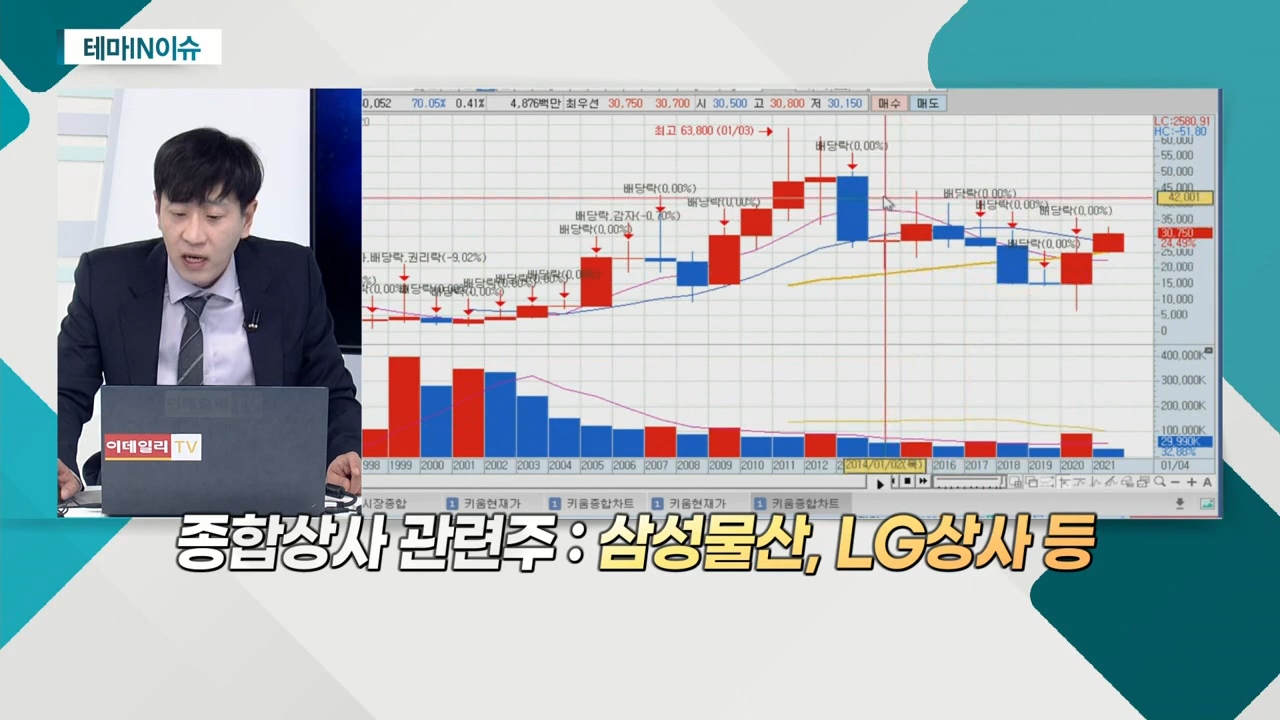 테마IN이슈
0,052 70.05% 0.41% 4,876백만 최우선 30,750 30,700 시 30,500 고 30,800 저 30,150 매수 매도
LC:2580.91
HC:-51.80
최고 63,800 (01/03)
60,000
55,000
50,000
45,000
42,001
35,000
30,750
24.49%
25,000
20,000
15,000
10,000
5,000
0
배당락(0.00%)
배당락(0.00%)
배당락(0.00%)
배당락(0.00%)
배당락(0.00%)
배당락(0.00%)
배당락,감자(-0.70%)
배당락(0.00%)
배당락(0.00%)
배당락,권리락(-9.02%)
400,000K
300,000K
200,000K
100,000K
29,990K
32.88%
998 1999 2000 2001 2002 2003 2004 2005 2006 2007 2008 2009 2010 2011 2012 2014/01/02(목) 2016 2017 2018 2019 2020 2021 01/04
시장종합 1 키움현재가 1 키움종합차트 1 키움현재가 1 키움종합차트
이데일리 TV
종합상사 관련주 : 삼성물산, LG상사 등